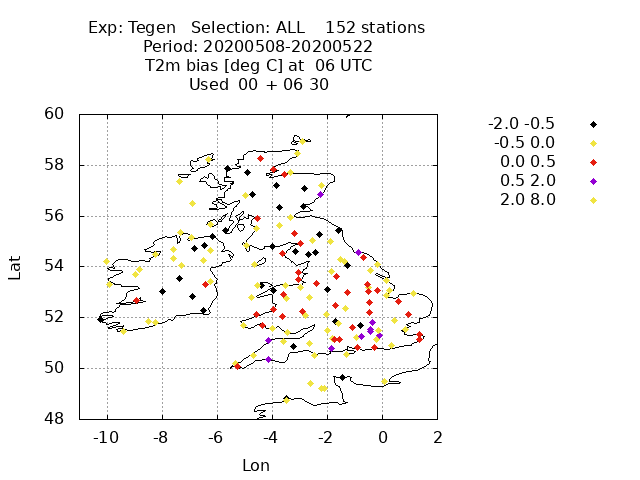 Exp: Tegen Selection: ALL 152 stations
Period: 20200508-20200522
T2m bias [deg C] at 06 UTC
Used 00 + 06 30
-2.0 -0.5
-0.5 0.0
0.0 0.5
0.5 2.0
2.0 8.0
60
58
56
54
52
50
48
Lat
-10 -8 -6 -4 -2 0 2
Lon